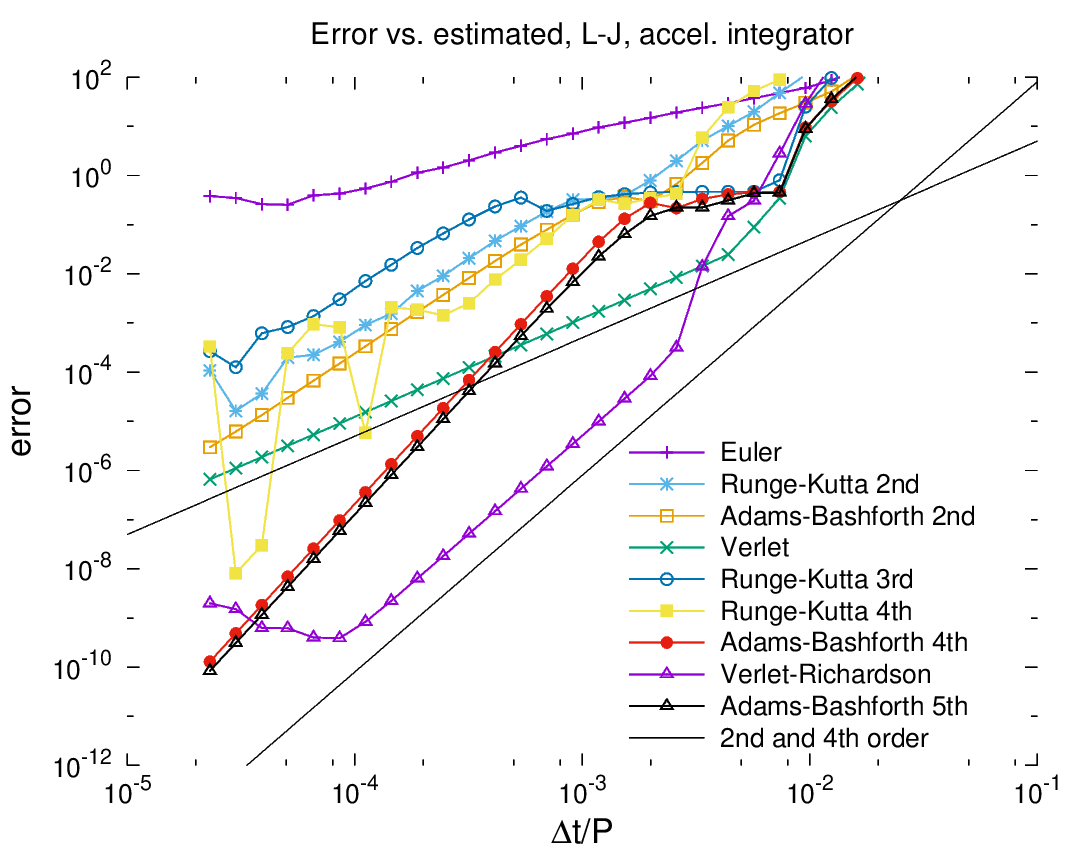 Error vs. estimated, L-J, accel. integrator
10^2
10^0
10^-2
10^-4
10^-6
10^-8
10^-10
10^-12
error
Euler
Runge-Kutta 2nd
Adams-Bashforth 2nd
Verlet
Runge-Kutta 3rd
Runge-Kutta 4th
Adams-Bashforth 4th
Verlet-Richardson
Adams-Bashforth 5th
2nd and 4th order
10^-5 10^-4 10^-3 10^-2 10^-1
Δt/P